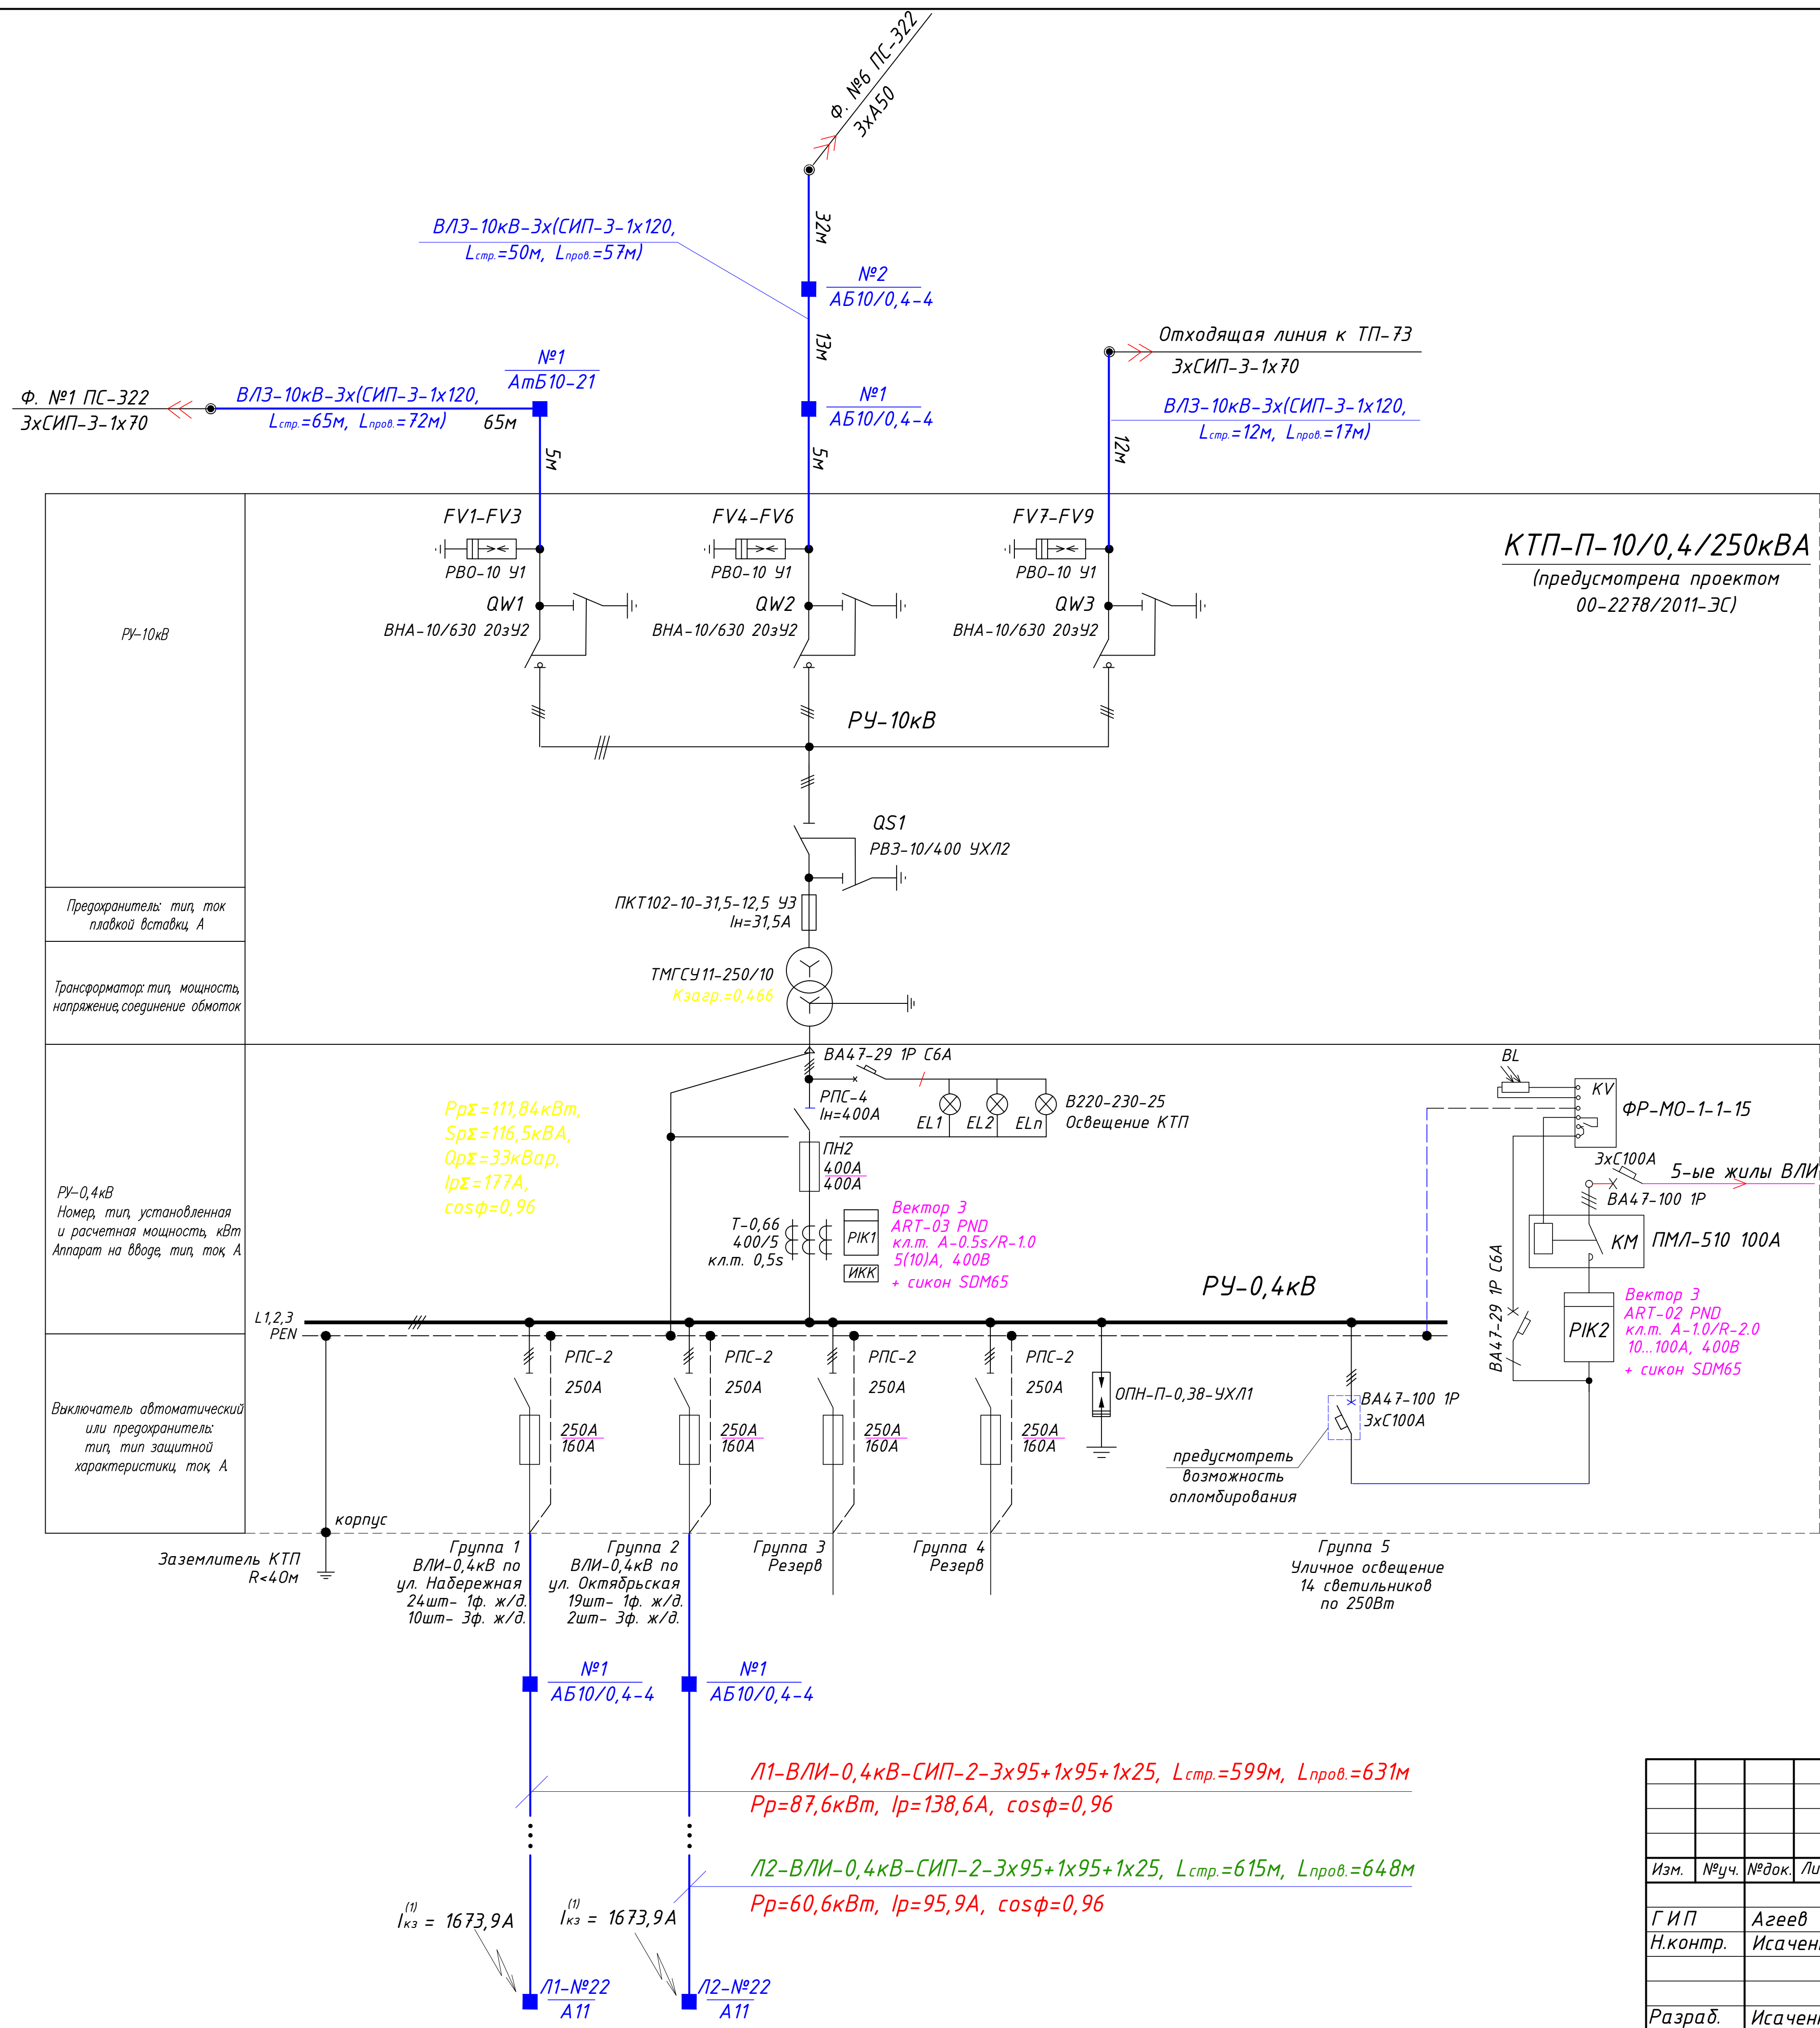 Ф. №6 ПС-322
3хА50
32м
ВЛЗ-10кВ-3х(СИП-3-1х120,
Lстр.=50м, Lпров.=57м)
№2
АБ10/0,4-4
13м
Отходящая линия к ТП-73
3хСИП-3-1х70
№1
АтБ10-21
Ф. №1 ПС-322
3хСИП-3-1х70
ВЛЗ-10кВ-3х(СИП-3-1х120,
Lстр.=65м, Lпров.=72м)
65м
№1
АБ10/0,4-4
ВЛЗ-10кВ-3х(СИП-3-1х120,
Lстр.=12м, Lпров.=17м)
5м
5м
12м
FV1-FV3
РВО-10 У1
QW1
ВНА-10/630 20зУ2
FV4-FV6
РВО-10 У1
QW2
ВНА-10/630 20зУ2
FV7-FV9
РВО-10 У1
QW3
ВНА-10/630 20зУ2
КТП-П-10/0,4/250кВА
(предусмотрена проектом
00-2278/2011-ЭС)
РУ-10кВ
РУ-10кВ
QS1
РВЗ-10/400 УХЛ2
Предохранитель: тип, ток
плавкой вставки, А
ПКТ102-10-31,5-12,5 У3
Iн=31,5А
Трансформатор: тип, мощность,
напряжение, соединение обмоток
ТМГСУ11-250/10
Kзагр.=0,466
ВА47-29 1Р С6А
РПС-4
Iн=400А
EL1
EL2
ELn
В220-230-25
Освещение КТП
ПН2
400А
400А
PpΣ=111,84кВт,
SpΣ=116,5кВА,
QpΣ=33кВар,
IpΣ=177А,
cosφ=0,96
РУ-0,4кВ
Номер, тип, установленная
и расчетная мощность, кВт
Аппарат на вводе, тип, ток, А
Т-0,66
400/5
кл.т. 0,5s
PIK1
ИКК
Вектор 3
ART-03 PND
кл.т. А-0.5s/R-1.0
5(10)А, 400В
+ сикон SDM65
РУ-0,4кВ
BL
KV
ФР-МО-1-1-15
3хС100А
5-ые жилы ВЛИ
ВА47-100 1Р
КМ
ПМЛ-510 100А
ВА47-29 1Р С6А
PIK2
Вектор 3
ART-02 PND
кл.т. А-1.0/R-2.0
10...100А, 400В
+ сикон SDM65
L1,2,3
PEN
Выключатель автоматический
или предохранитель:
тип, тип защитной
характеристики, ток, А
РПС-2
250А
250А
160А
РПС-2
250А
250А
160А
РПС-2
250А
250А
160А
РПС-2
250А
250А
160А
ОПН-П-0,38-УХЛ1
ВА47-100 1Р
3хС100А
предусмотреть
возможность
опломбирования
корпус
Заземлитель КТП
R<4Ом
Группа 1
ВЛИ-0,4кВ по
ул. Набережная
24шт- 1ф. ж/д.
10шт- 3ф. ж/д.
Группа 2
ВЛИ-0,4кВ по
ул. Октябрьская
19шт- 1ф. ж/д.
2шт- 3ф. ж/д.
Группа 3
Резерв
Группа 4
Резерв
Группа 5
Уличное освещение
14 светильников
по 250Вт
№1
АБ10/0,4-4
№1
АБ10/0,4-4
Л1-ВЛИ-0,4кВ-СИП-2-3х95+1х95+1х25, Lстр.=599м, Lпров.=631м
Рр=87,6кВт, Iр=138,6А, cosφ=0,96
Л2-ВЛИ-0,4кВ-СИП-2-3х95+1х95+1х25, Lстр.=615м, Lпров.=648м
Рр=60,6кВт, Iр=95,9А, cosφ=0,96
I(1)кз = 1673,9А
I(1)кз = 1673,9А
Л1-№22
А11
Л2-№22
А11
Изм.
№уч.
№док.
Ли
ГИП
Агеев
Н.контр.
Исачен
Разраб.
Исачен